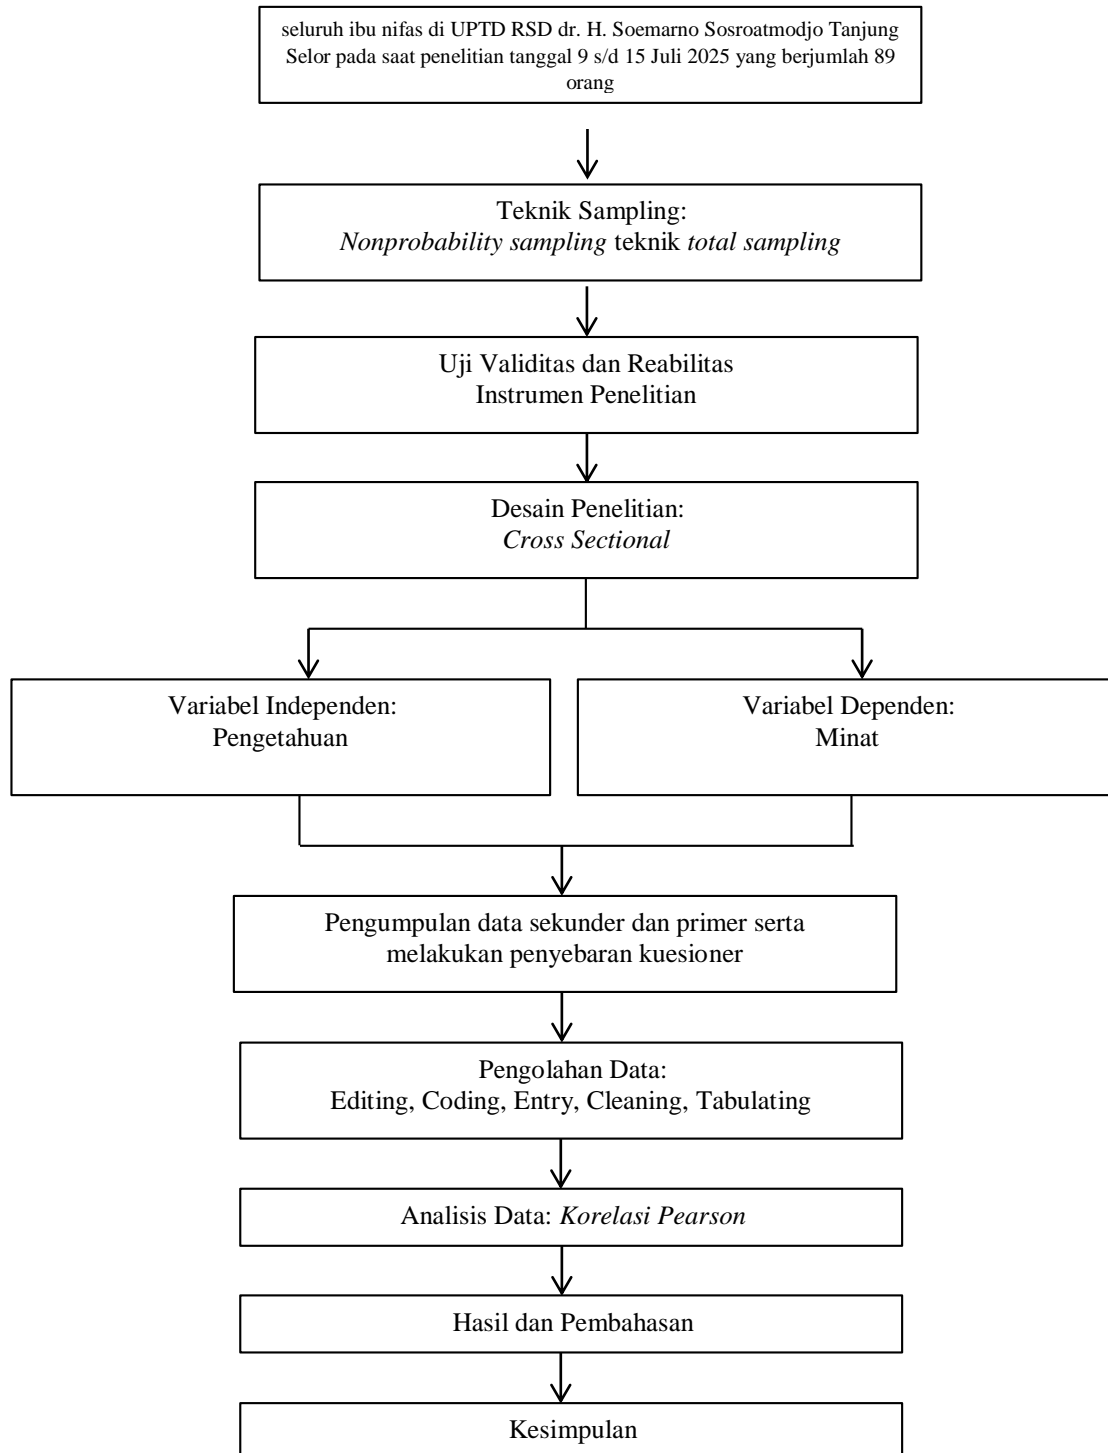 seluruh ibu nifas di UPTD RSD dr. H. Soemarno Sosroatmodjo Tanjung
Selor pada saat penelitian tanggal 9 s/d 15 Juli 2025 yang berjumlah 89
orang
Teknik Sampling:
Nonprobability sampling teknik total sampling
Uji Validitas dan Reabilitas
Instrumen Penelitian
Desain Penelitian:
Cross Sectional
Variabel Independen:
Pengetahuan
Variabel Dependen:
Minat
Pengumpulan data sekunder dan primer serta
melakukan penyebaran kuesioner
Pengolahan Data:
Editing, Coding, Entry, Cleaning, Tabulating
Analisis Data: Korelasi Pearson
Hasil dan Pembahasan
Kesimpulan